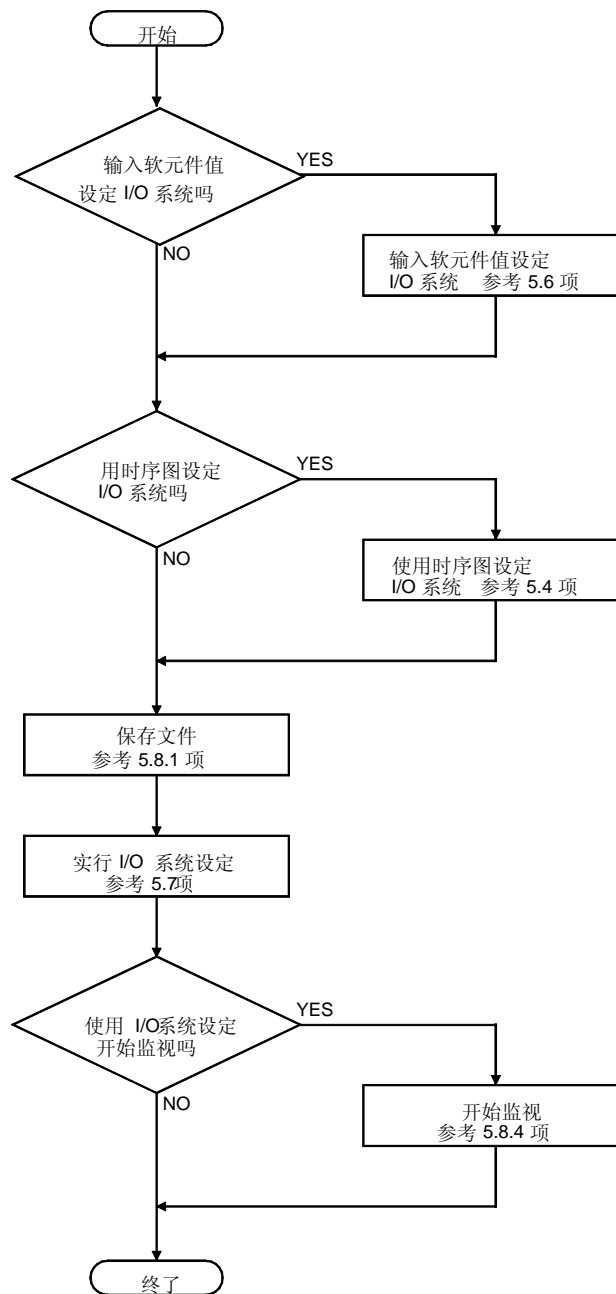 开始
输入软元件值
设定 I/O 系统吗
YES
NO
输入软元件值设定
I/O 系统 参考 5.6 项
用时序图设定
I/O 系统吗
YES
NO
使用时序图设定
I/O 系统 参考 5.4 项
保存文件
参考 5.8.1 项
实行 I/O 系统设定
参考 5.7项
使用 I/O系统设定
开始监视吗
YES
NO
开始监视
参考 5.8.4 项
终了